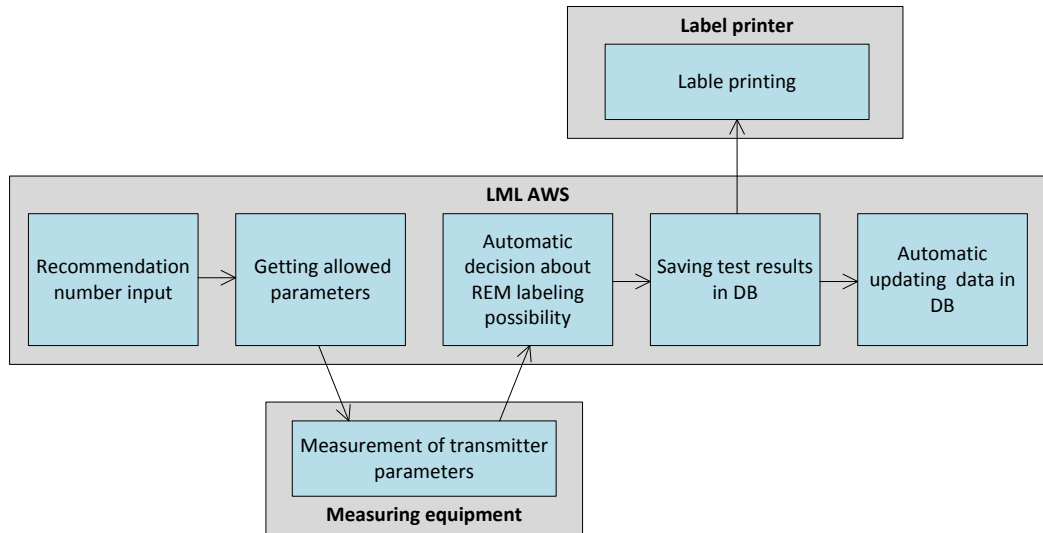 Label printer
Lable printing
LML AWS
Recommendation
number input
Getting allowed
parameters
Automatic
decision about
REM labeling
possibility
Saving test results
in DB
Automatic
updating  data in
DB
Measurement of transmitter
parameters
Measuring equipment